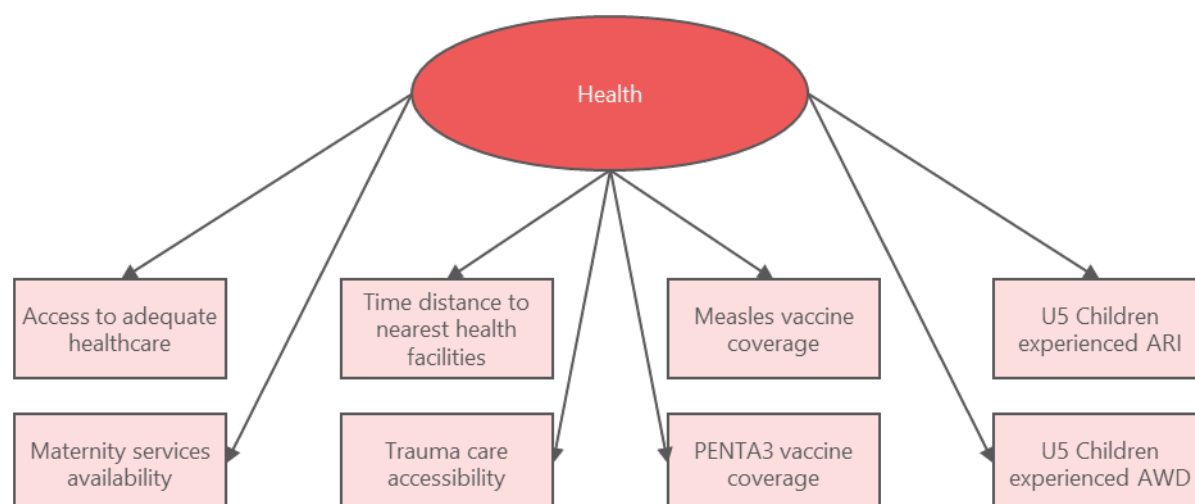 Health
Access to adequate
healthcare
Time distance to
nearest health
facilities
Measles vaccine
coverage
U5 Children
experienced ARI
Maternity services
availability
Trauma care
accessibility
PENTA3 vaccine
coverage
U5 Children
experienced AWD